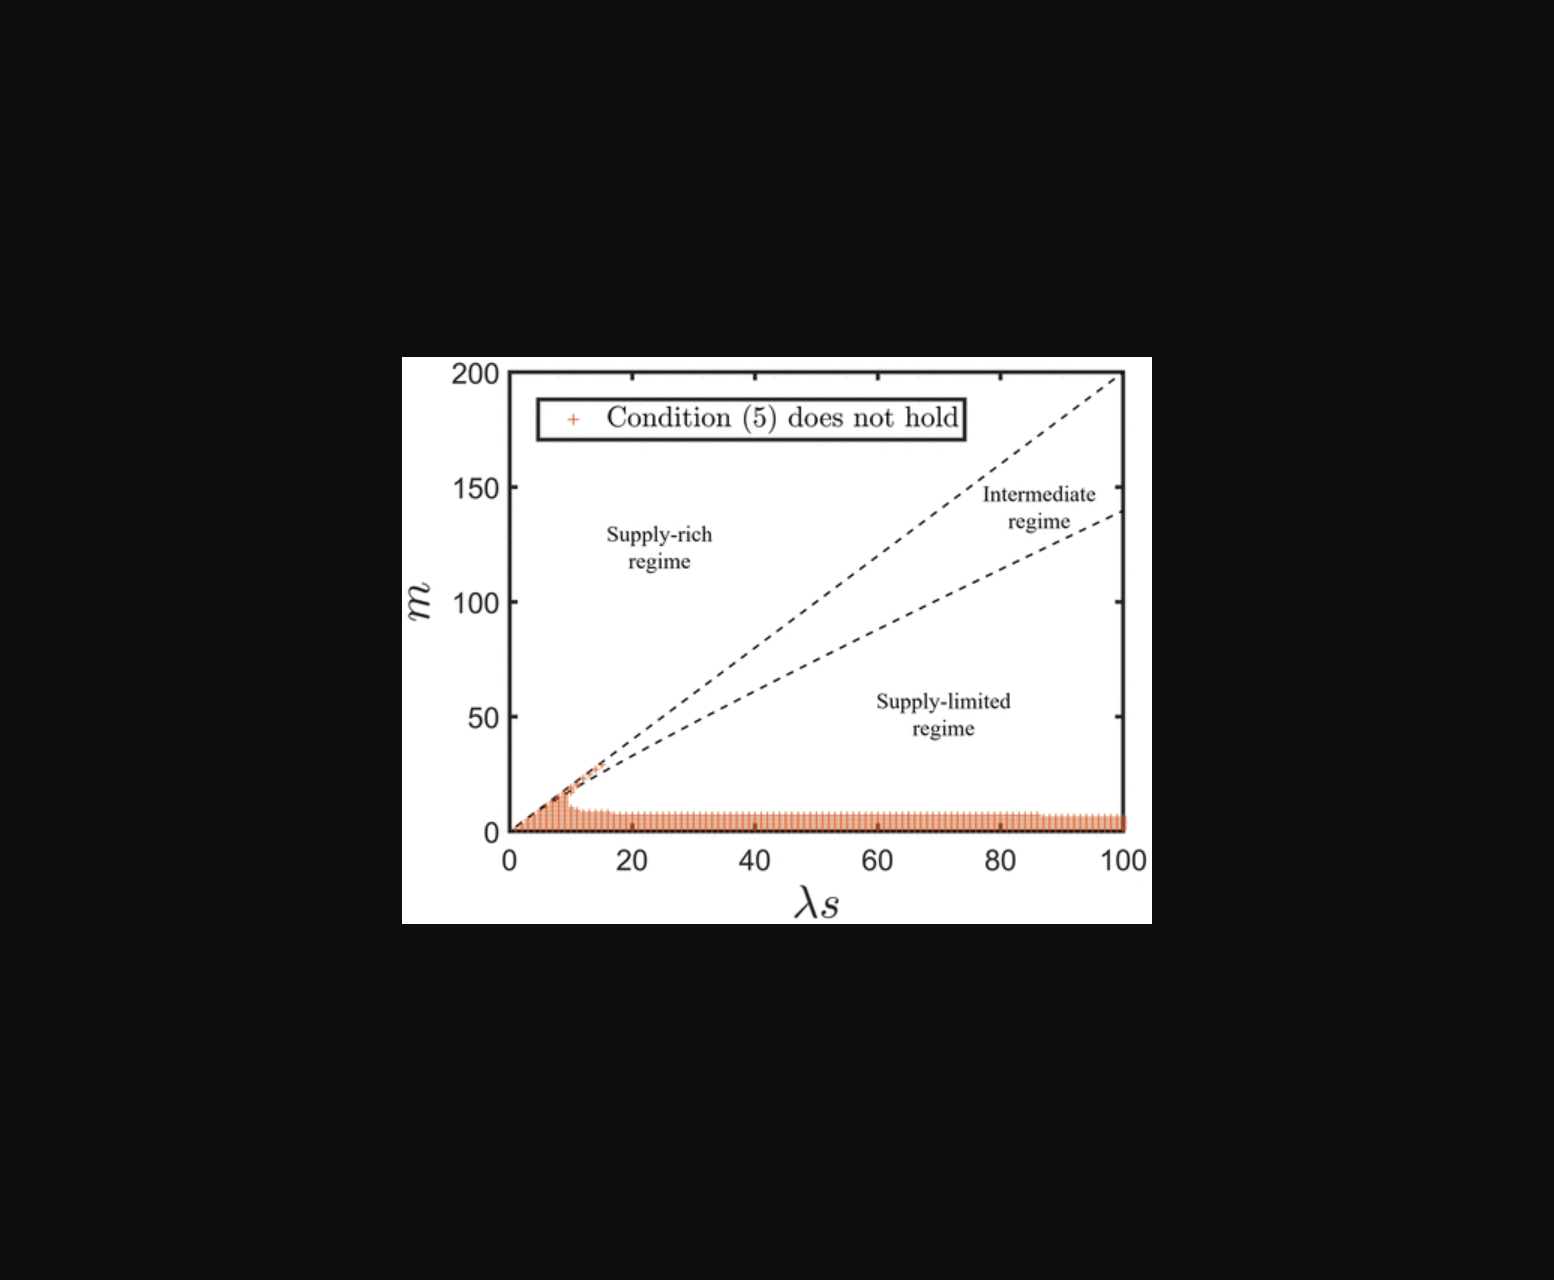 200
Condition (5) does not hold
150
Intermediate
regime
Supply-rich
regime
m
100
Supply-limited
regime
50
0
0 20 40 60 80 100
λs